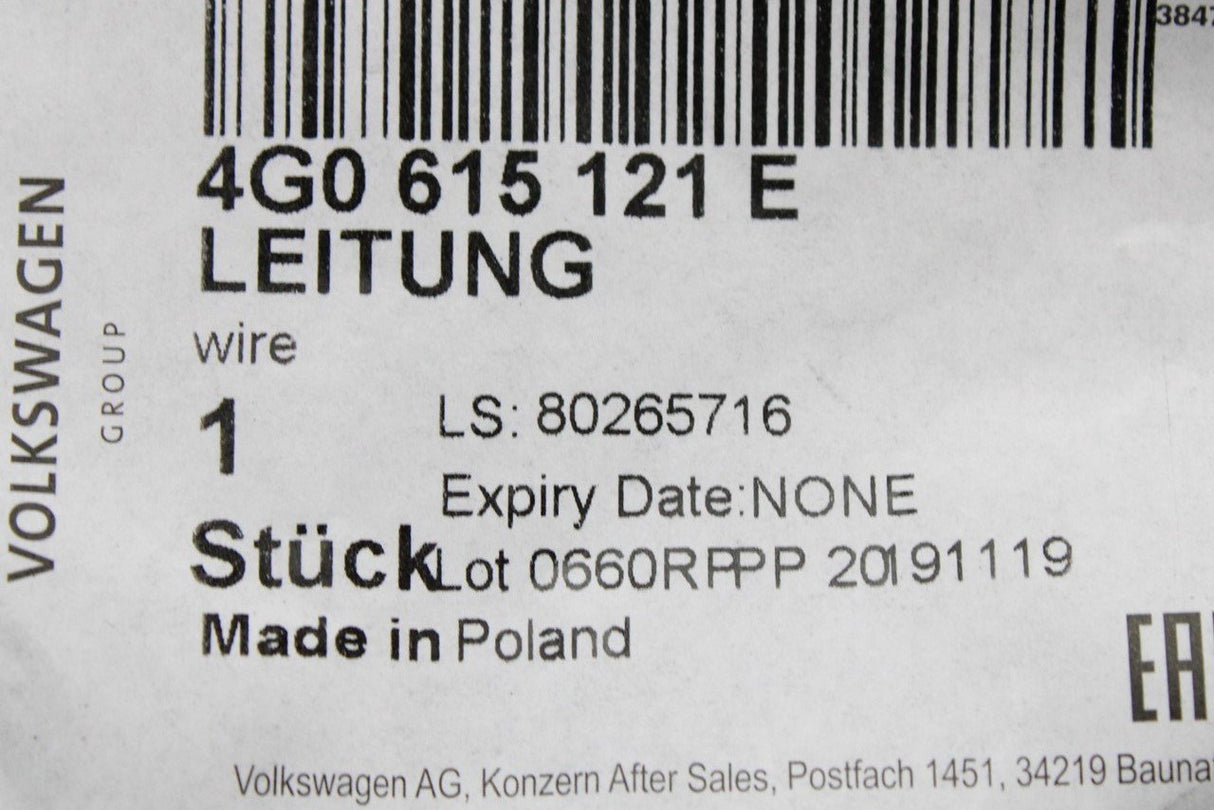 3847
4G0 615 121 E
LEITUNG
wire
1
LS: 80265716
Expiry Date:NONE
Stück
Lot 0660RPPP 20191119
Made in Poland
VOLKSWAGEN
GROUP
EA
Volkswagen AG, Konzern After Sales, Postfach 1451, 34219 Bauna